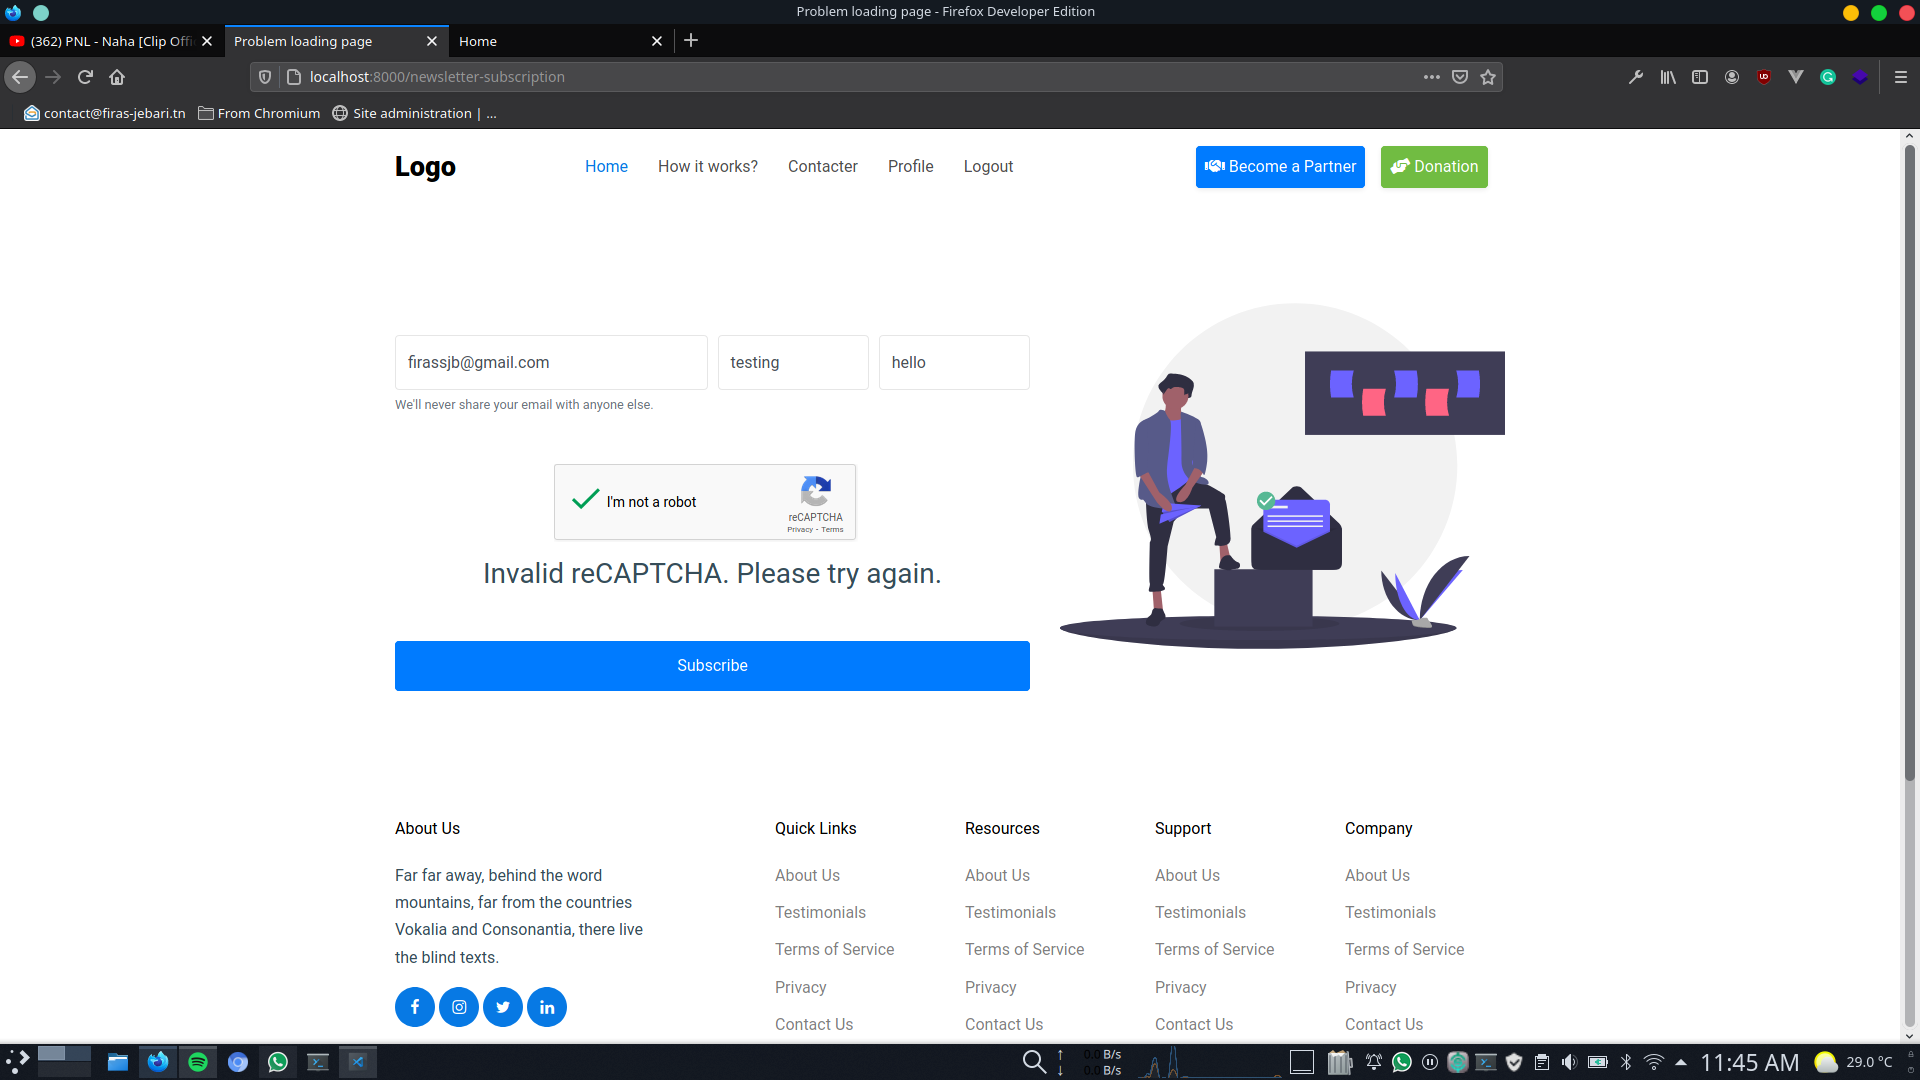 Problem loading page - Firefox Developer Edition
(362) PNL - Naha [Clip Offi
Problem loading page
Home
localhost:8000/newsletter-subscription
contact@firas-jebari.tn
From Chromium
Site administration | ...
Logo
Home
How it works?
Contacter
Profile
Logout
Become a Partner
Donation
firassjb@gmail.com
testing
hello
We'll never share your email with anyone else.
I'm not a robot
reCAPTCHA
Privacy - Terms
Invalid reCAPTCHA. Please try again.
Subscribe
About Us
Far far away, behind the word
mountains, far from the countries
Vokalia and Consonantia, there live
the blind texts.
Quick Links
About Us
Testimonials
Terms of Service
Privacy
Contact Us
Resources
About Us
Testimonials
Terms of Service
Privacy
Contact Us
Support
About Us
Testimonials
Terms of Service
Privacy
Contact Us
Company
About Us
Testimonials
Terms of Service
Privacy
Contact Us
0.0 B/s
0.0 B/s
11:45 AM
29.0 °C